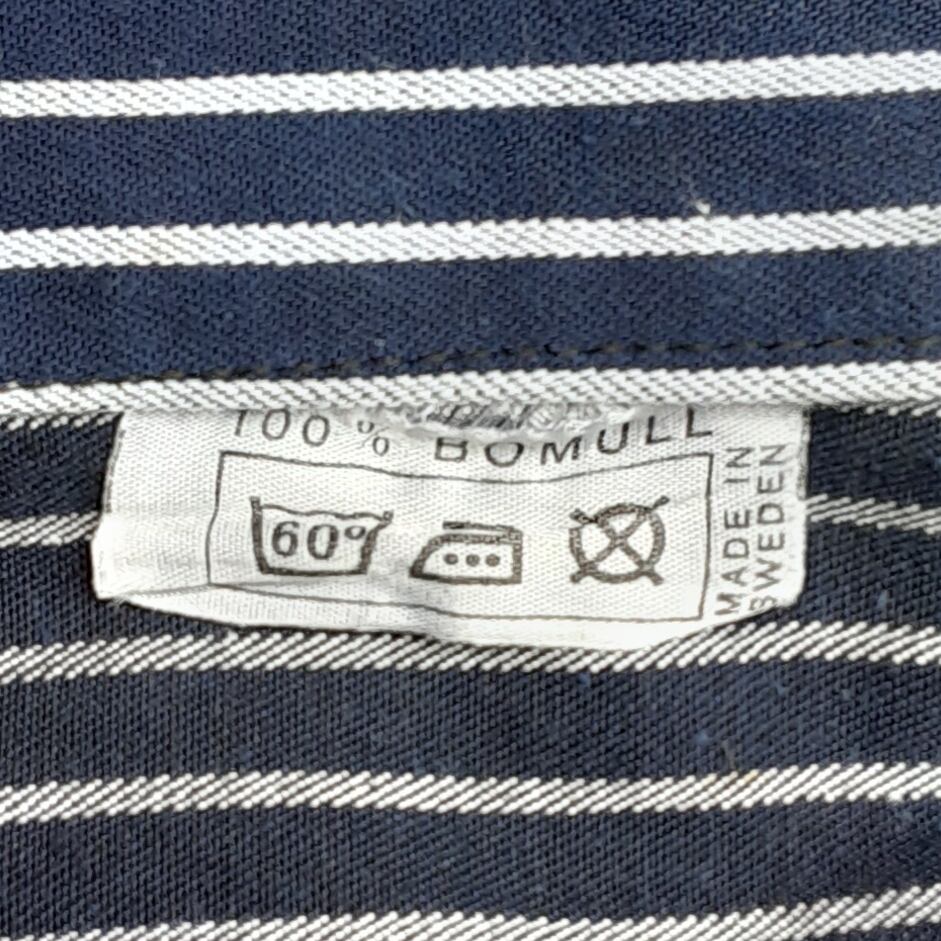 100 % BOMULL
60°
MADE IN
SWEDEN